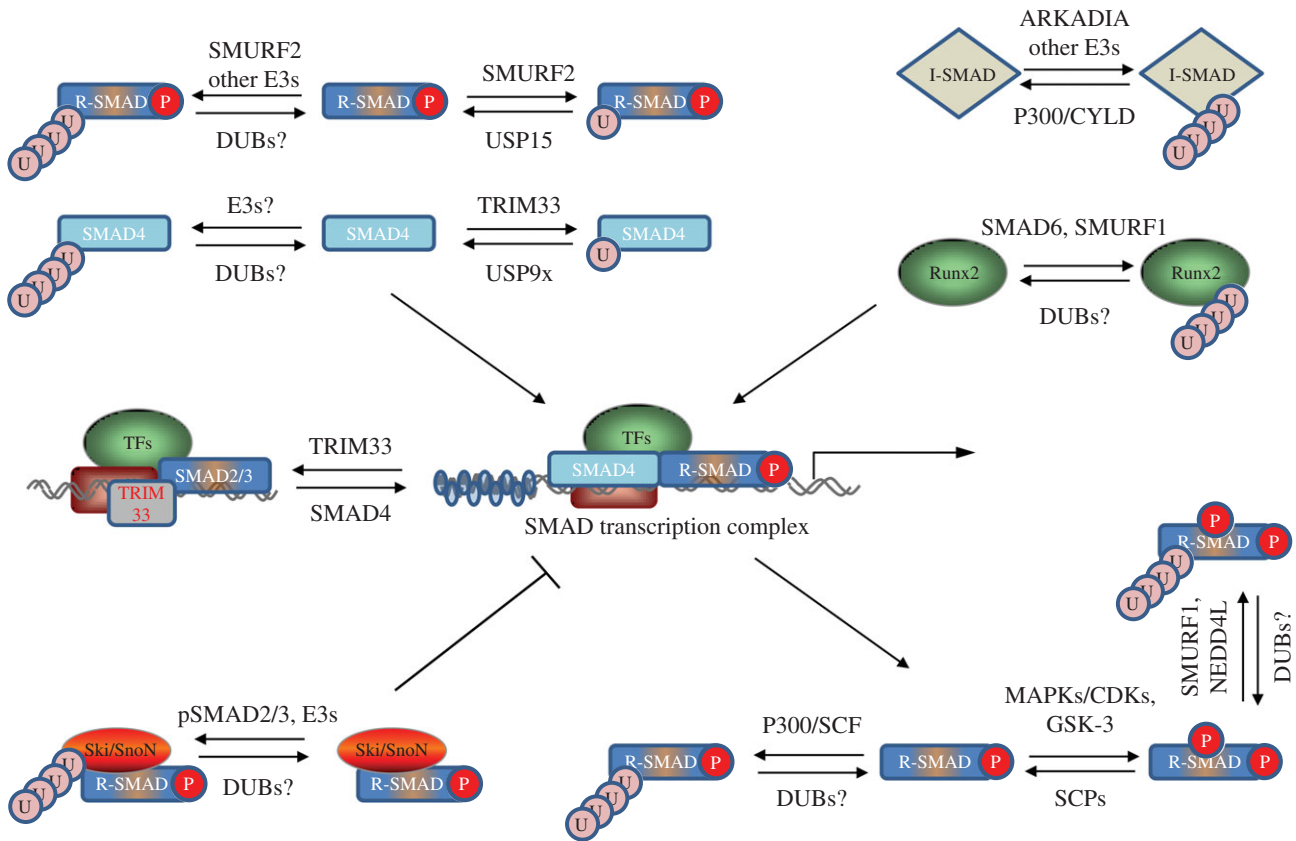 SMURF2
other E3s
R-SMAD P
U
U
U
U
DUBs?
R-SMAD P
SMURF2
USP15
R-SMAD P
U
ARKADIA
other E3s
I-SMAD
P300/CYLD
I-SMAD
U
U
U
U
E3s?
SMAD4
U
U
U
U
DUBs?
SMAD4
TRIM33
USP9x
SMAD4
U
SMAD6, SMURF1
Runx2
DUBs?
Runx2
U
U
U
U
TFs
SMAD2/3
TRIM
33
TRIM33
SMAD4
TFs
SMAD4
R-SMAD P
SMAD transcription complex
P
R-SMAD P
U
U
U
U
SMURF1,
NEDD4L
DUBs?
pSMAD2/3, E3s
Ski/SnoN
R-SMAD P
U
U
U
U
DUBs?
Ski/SnoN
R-SMAD P
P300/SCF
R-SMAD P
U
U
U
U
DUBs?
R-SMAD P
MAPKs/CDKs,
GSK-3
SCPs
P
R-SMAD P